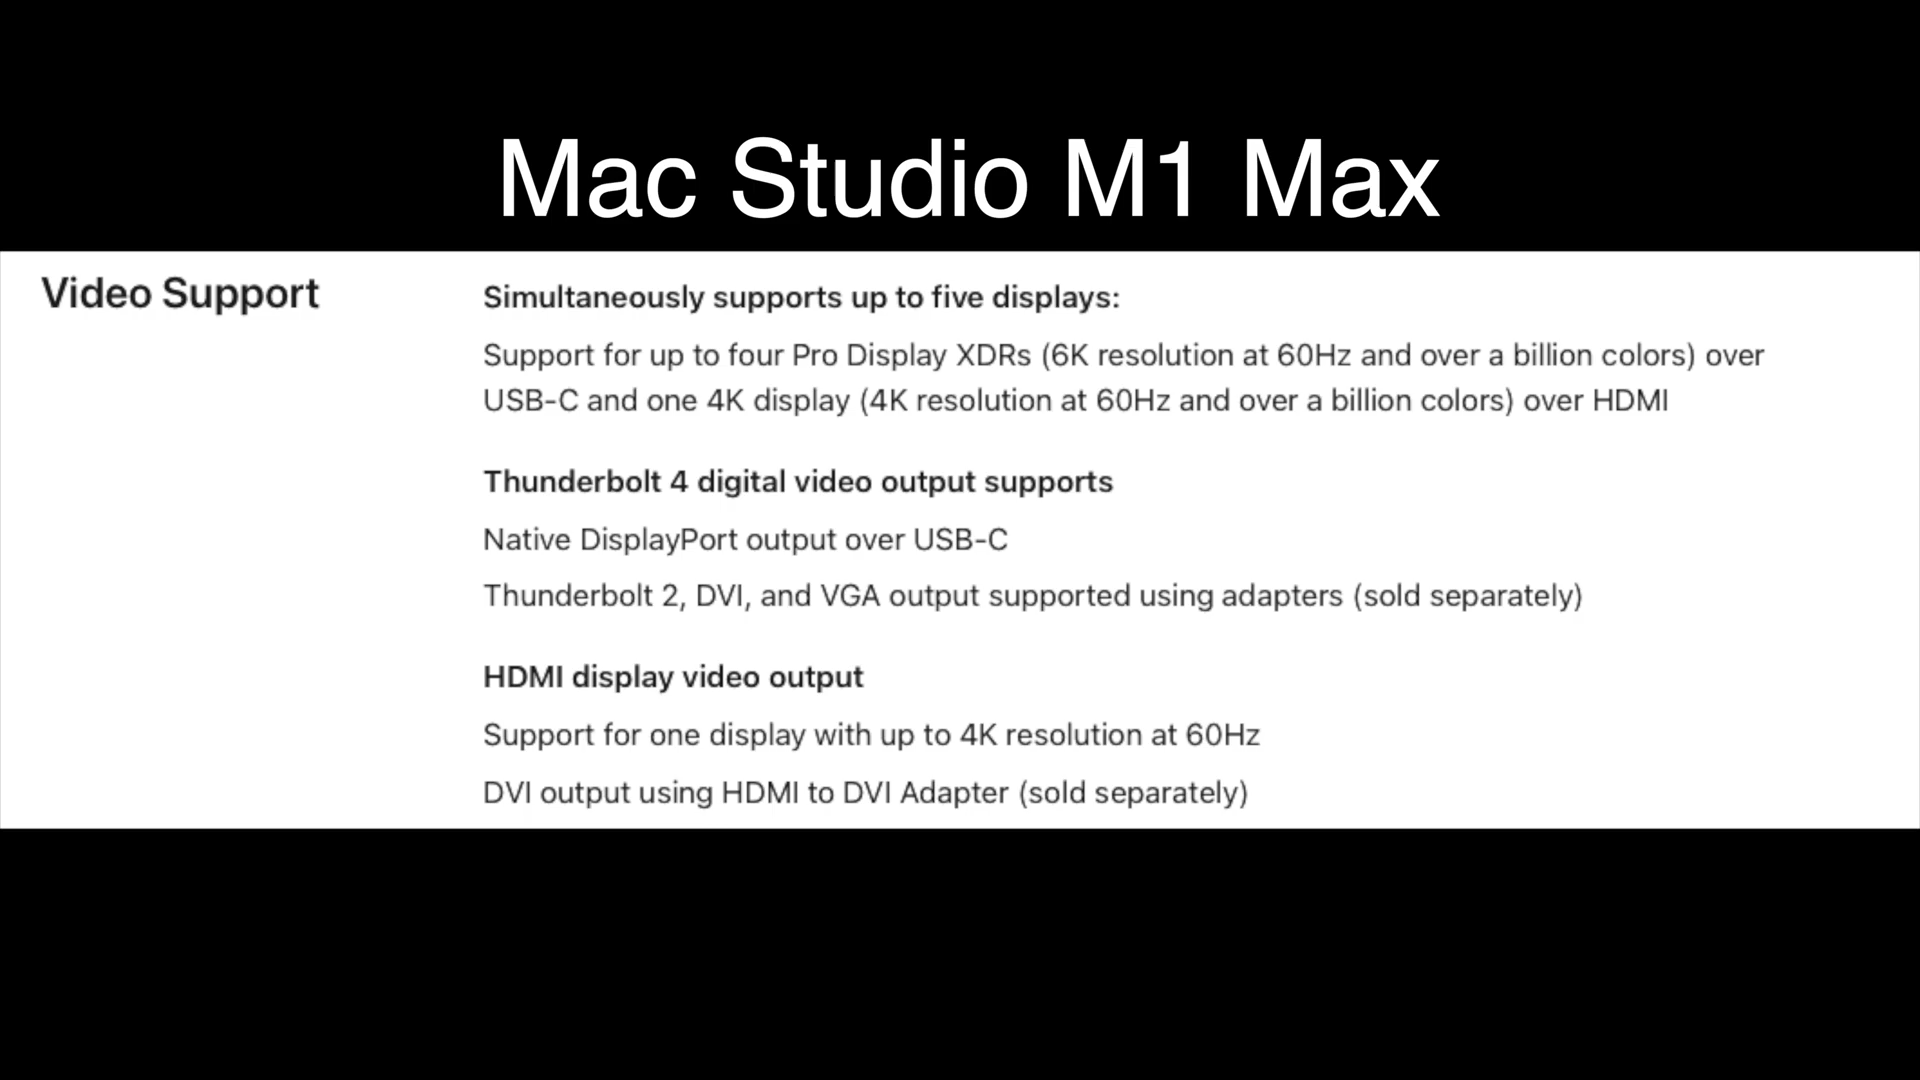 Mac Studio M1 Max
Video Support
Simultaneously supports up to five displays:
Support for up to four Pro Display XDRs (6K resolution at 60Hz and over a billion colors) over
USB-C and one 4K display (4K resolution at 60Hz and over a billion colors) over HDMI
Thunderbolt 4 digital video output supports
Native DisplayPort output over USB-C
Thunderbolt 2, DVI, and VGA output supported using adapters (sold separately)
HDMI display video output
Support for one display with up to 4K resolution at 60Hz
DVI output using HDMI to DVI Adapter (sold separately)